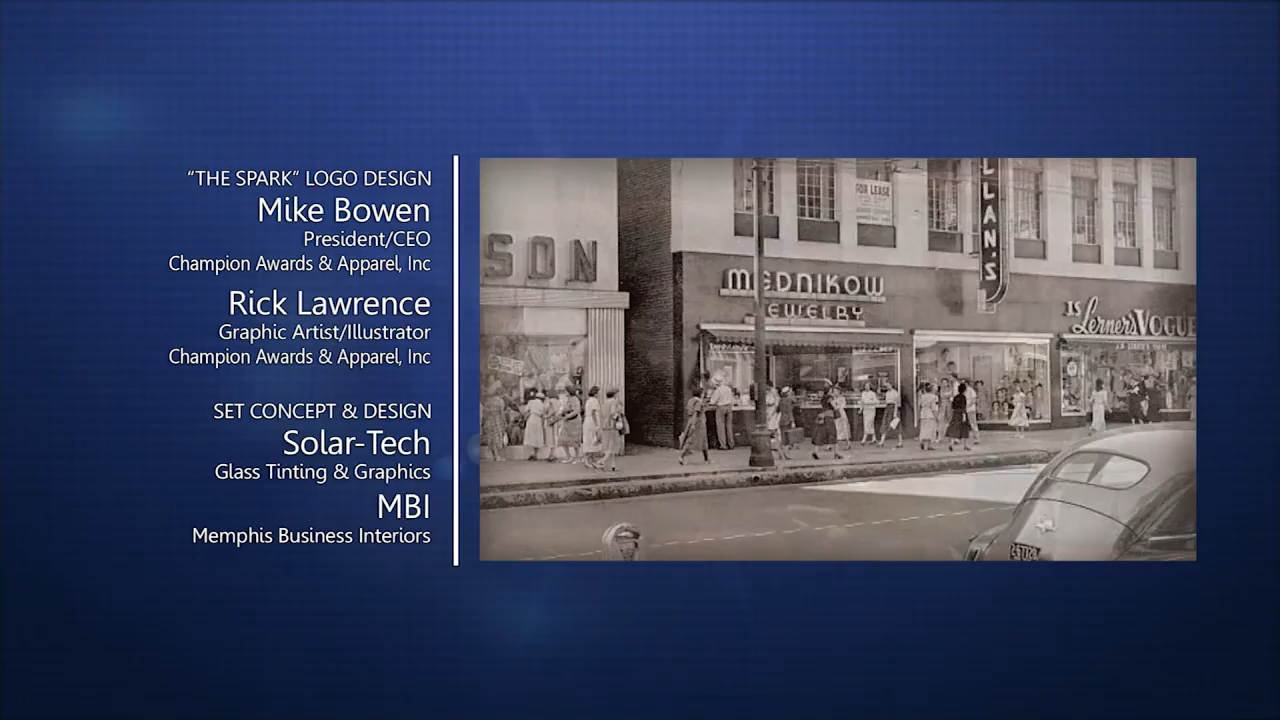 “THE SPARK” LOGO DESIGN
Mike Bowen
President/CEO
Champion Awards & Apparel, Inc
Rick Lawrence
Graphic Artist/Illustrator
Champion Awards & Apparel, Inc
SET CONCEPT & DESIGN
Solar-Tech
Glass Tinting & Graphics
MBI
Memphis Business Interiors
SON
FOR LEASE
LLAN'S
MEDNIKOW
JEWELRY
Lerner's VOGUE